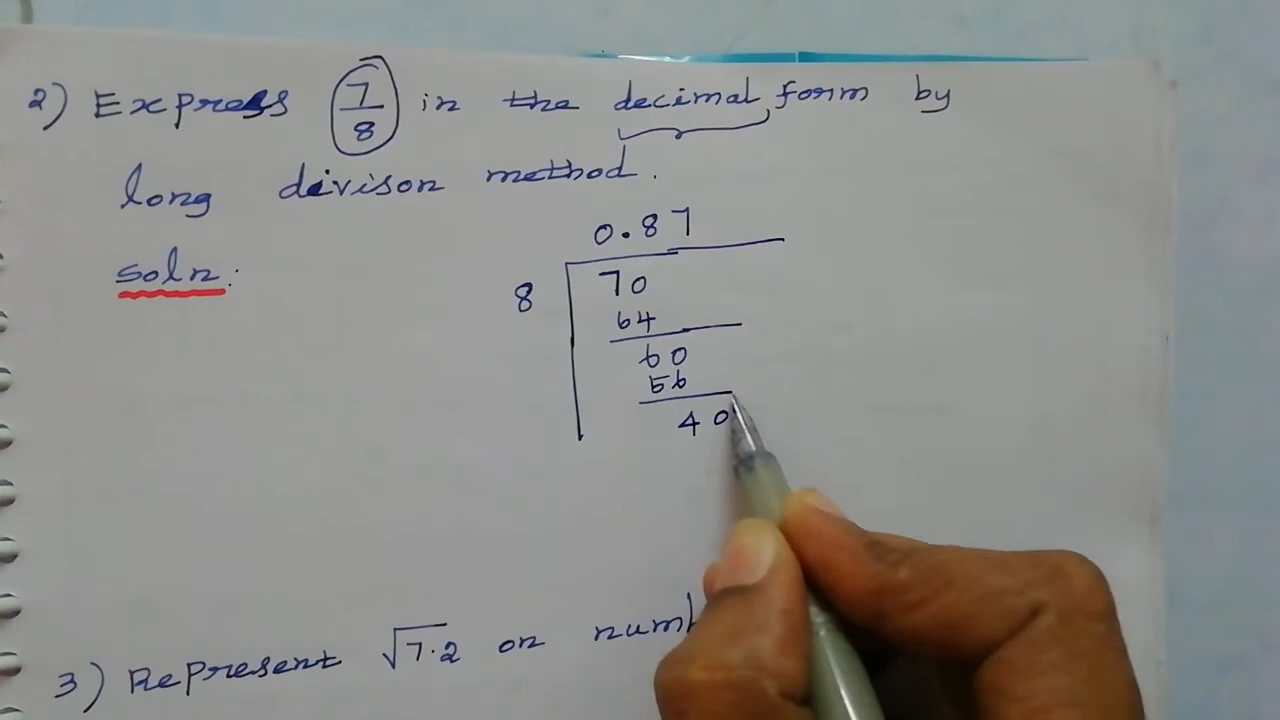 2) Express 7/8 in the decimal form by
long divison method.
Soln:
0.87
8 70
64
60
56
40
3) Represent √7.2 on